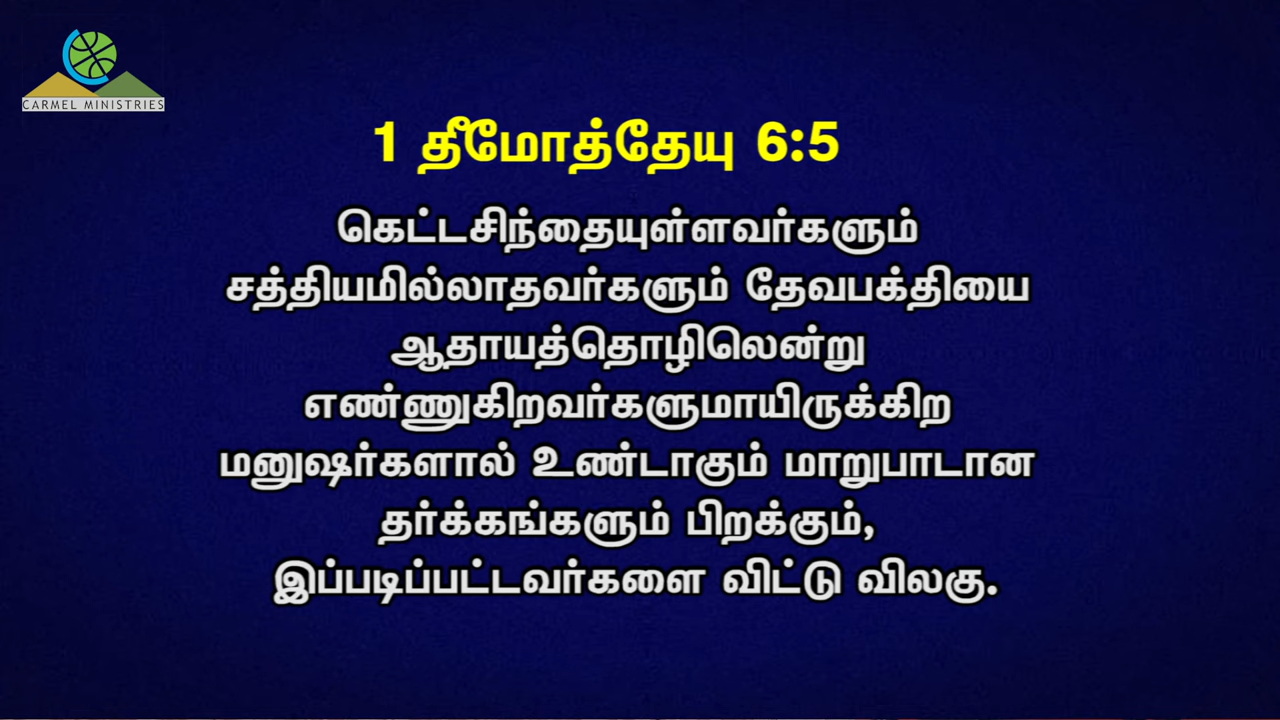 CARMEL MINISTRIES
1 தீமோத்தேயு 6:5
கெட்டசிந்தையுள்ளவர்களும்
சத்தியமில்லாதவர்களும் தேவபக்தியை
ஆதாயத்தொழிலென்று
எண்ணுகிறவர்களுமாயிருக்கிற
மனுஷர்களால் உண்டாகும் மாறுபாடான
தர்க்கங்களும் பிறக்கும்,
இப்படிப்பட்டவர்களை விட்டு விலகு.